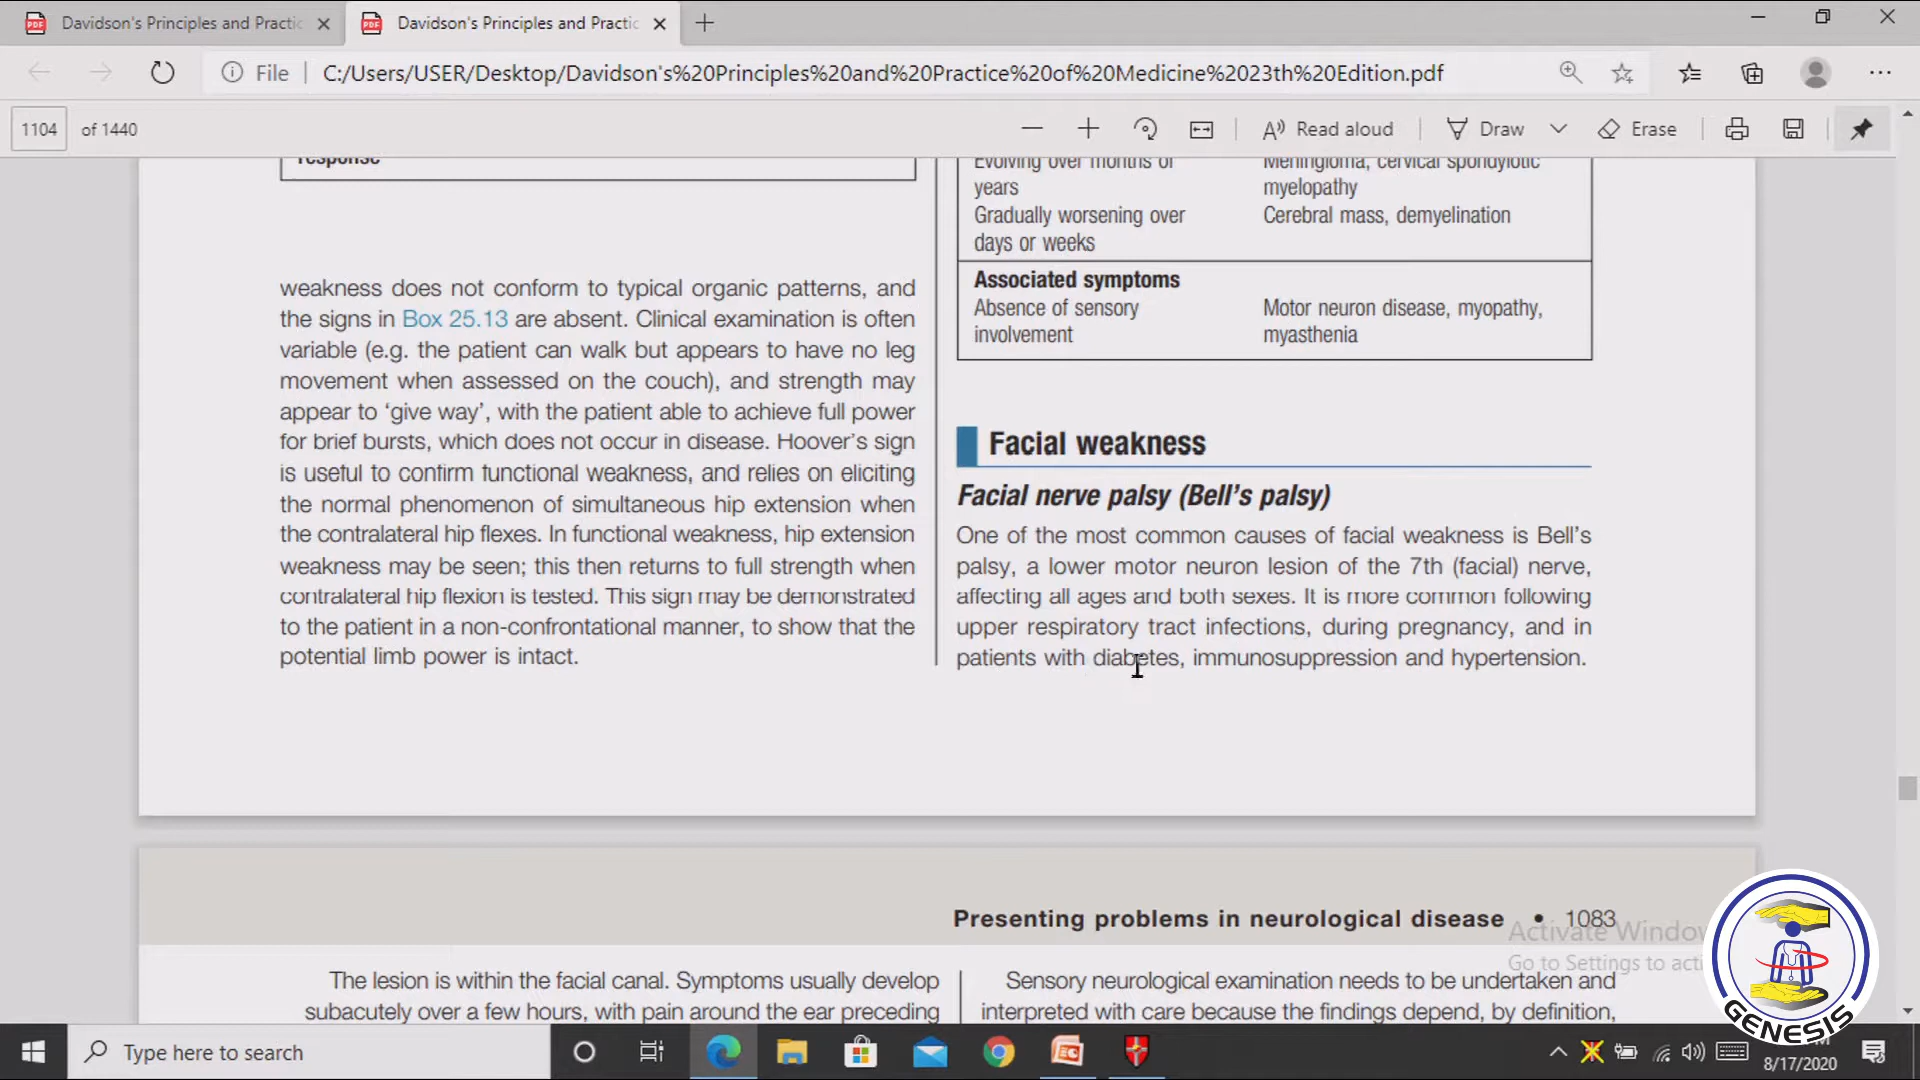 Davidson's Principles and Practic
Davidson's Principles and Practic
File
C:/Users/USER/Desktop/Davidson's%20Principles%20and%20Practice%20of%20Medicine%2023th%20Edition.pdf
1104 of 1440
Read aloud
Draw
Erase
response
weakness does not conform to typical organic patterns, and
the signs in Box 25.13 are absent. Clinical examination is often
variable (e.g. the patient can walk but appears to have no leg
movement when assessed on the couch), and strength may
appear to ‘give way’, with the patient able to achieve full power
for brief bursts, which does not occur in disease. Hoover’s sign
is useful to confirm functional weakness, and relies on eliciting
the normal phenomenon of simultaneous hip extension when
the contralateral hip flexes. In functional weakness, hip extension
weakness may be seen; this then returns to full strength when
contralateral hip flexion is tested. This sign may be demonstrated
to the patient in a non-confrontational manner, to show that the
potential limb power is intact.
Evolving over months or
years
Meningioma, cervical spondylotic
myelopathy
Gradually worsening over
days or weeks
Cerebral mass, demyelination
Associated symptoms
Absence of sensory
involvement
Motor neuron disease, myopathy,
myasthenia
Facial weakness
Facial nerve palsy (Bell’s palsy)
One of the most common causes of facial weakness is Bell’s
palsy, a lower motor neuron lesion of the 7th (facial) nerve,
affecting all ages and both sexes. It is more common following
upper respiratory tract infections, during pregnancy, and in
patients with diabetes, immunosuppression and hypertension.
Presenting problems in neurological disease • 1083
The lesion is within the facial canal. Symptoms usually develop
subacutely over a few hours, with pain around the ear preceding
Sensory neurological examination needs to be undertaken and
interpreted with care because the findings depend, by definition,
Activate Window
Go to Settings to acti
GENESIS
Type here to search
8/17/2020